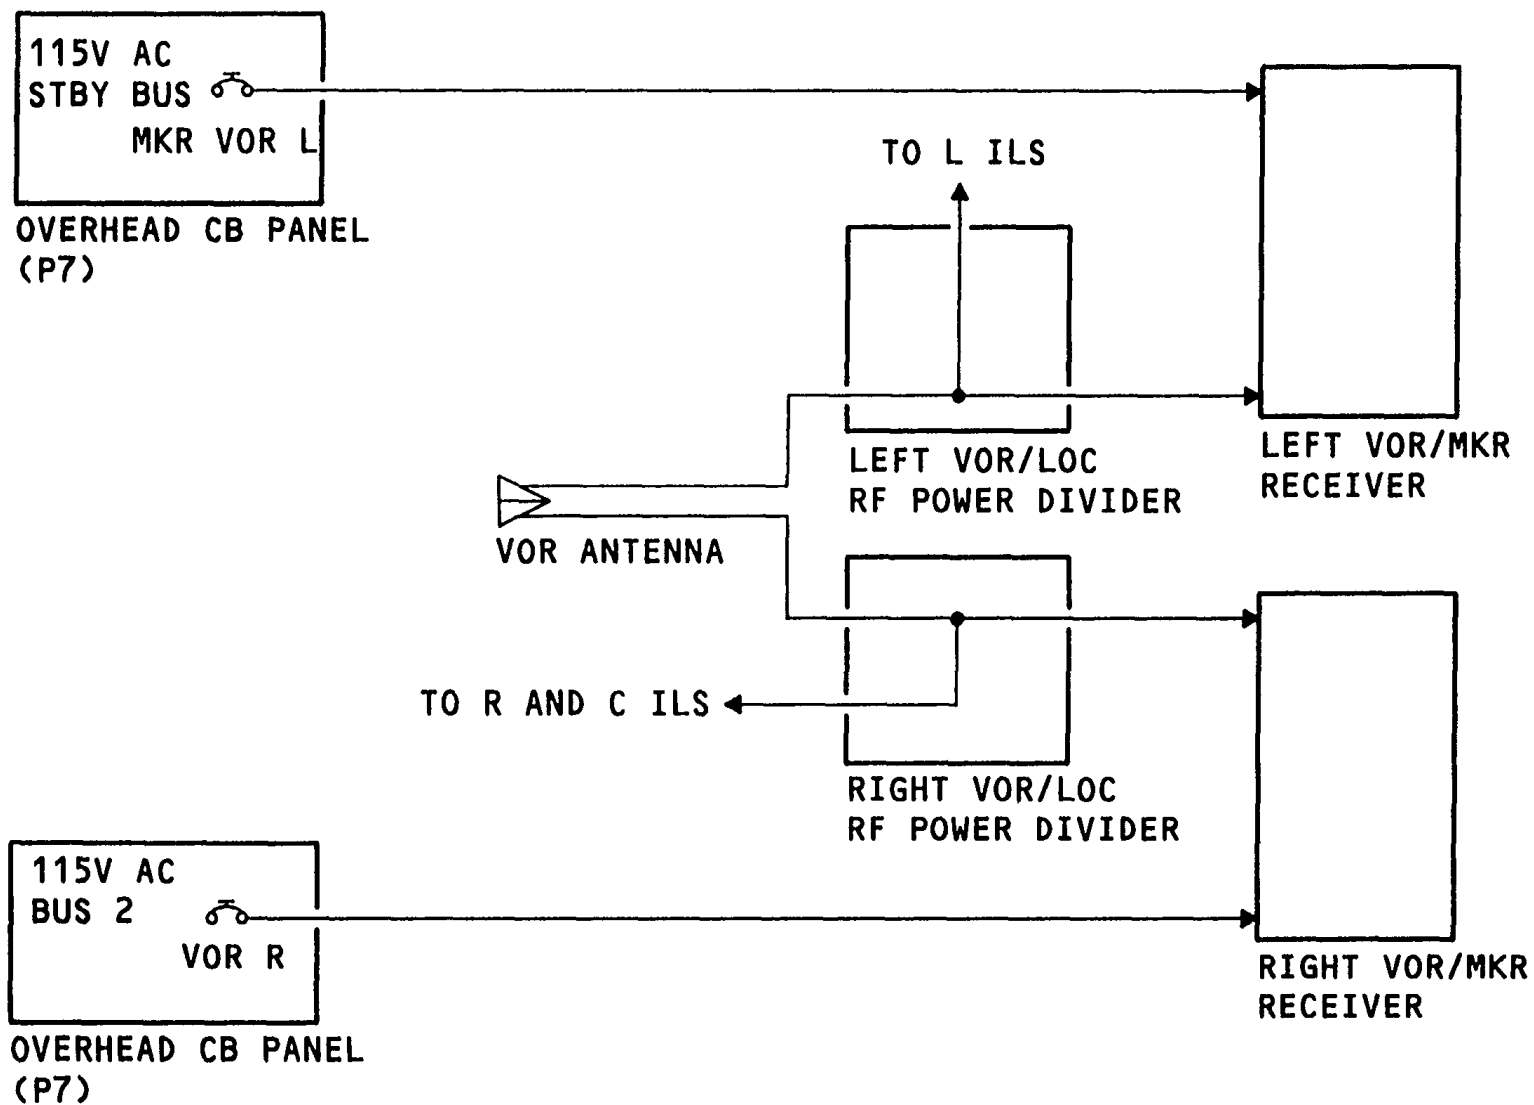 115V AC
STBY BUS
MKR VOR L
OVERHEAD CB PANEL
(P7)
TO L ILS
LEFT VOR/MKR
RECEIVER
LEFT VOR/LOC
RF POWER DIVIDER
VOR ANTENNA
TO R AND C ILS
RIGHT VOR/LOC
RF POWER DIVIDER
115V AC
BUS 2
VOR R
OVERHEAD CB PANEL
(P7)
RIGHT VOR/MKR
RECEIVER